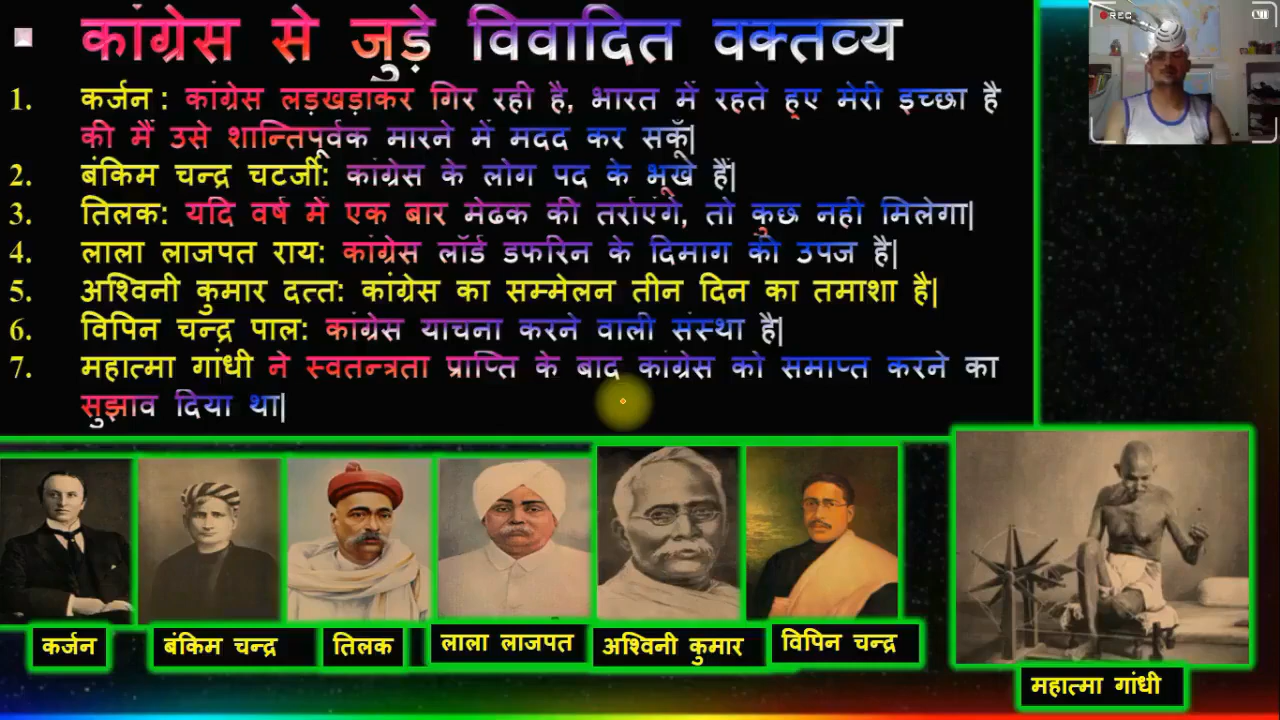 कांग्रेस से जुड़े विवादित वक्तव्य
REC
1. कर्जन : कांग्रेस लड़खड़ाकर गिर रही है, भारत में रहते हूए मेरी इच्छा है
की मैं उसे शान्तिपूर्वक मारने में मदद कर सकूँ|
2. बंकिम चन्द्र चटर्जी: कांग्रेस के लोग पद के भूखे हैं|
3. तिलक: यदि वर्ष में एक बार मेढक की तर्राएंगे, तो कुछ नही मिलेगा|
4. लाला लाजपत राय: कांग्रेस लॉर्ड डफरिन के दिमाग की उपज है|
5. अश्विनी कुमार दत्त: कांग्रेस का सम्मेलन तीन दिन का तमाशा है|
6. विपिन चन्द्र पाल: कांग्रेस याचना करने वाली संस्था है|
7. महात्मा गांधी ने स्वतन्त्रता प्राप्ति के बाद कांग्रेस को समाप्त करने का
सुझाव दिया था|
कर्जन
बंकिम चन्द्र
तिलक
लाला लाजपत
अश्विनी कुमार
विपिन चन्द्र
महात्मा गांधी